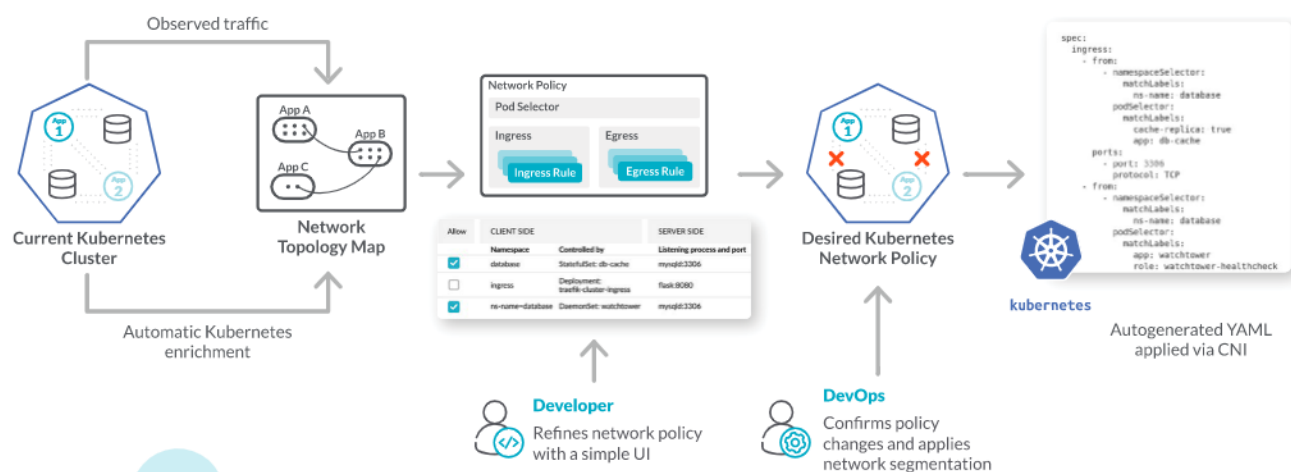 Observed traffic
App
1
App
2
Current Kubernetes
Cluster
Automatic Kubernetes
enrichment
App A
App B
App C
Network
Topology Map
Network Policy
Pod Selector
Ingress
Ingress Rule
Egress
Egress Rule
Allow
CLIENT SIDE
SERVER SIDE
Namespace
Controlled by
Listening process and port
database
StatefulSet: db-cache
mysqld:3306
ingress
Deployment:
traefik-cluster-ingress
flask:8080
ns-name=database
DaemonSet: watchtower
mysqld:3306
Developer
Refines network policy
with a simple UI
App
1
App
2
Desired Kubernetes
Network Policy
DevOps
Confirms policy
changes and applies
network segmentation
spec:
ingress:
- from:
- namespaceSelector:
matchLabels:
ns-name: database
podSelector:
matchLabels:
cache-replica: true
app: db-cache
ports:
- port: 3306
protocol: TCP
- from:
- namespaceSelector:
matchLabels:
ns-name: database
podSelector:
matchLabels:
app: watchtower
role: watchtower-healthcheck
kubernetes
Autogenerated YAML
applied via CNI